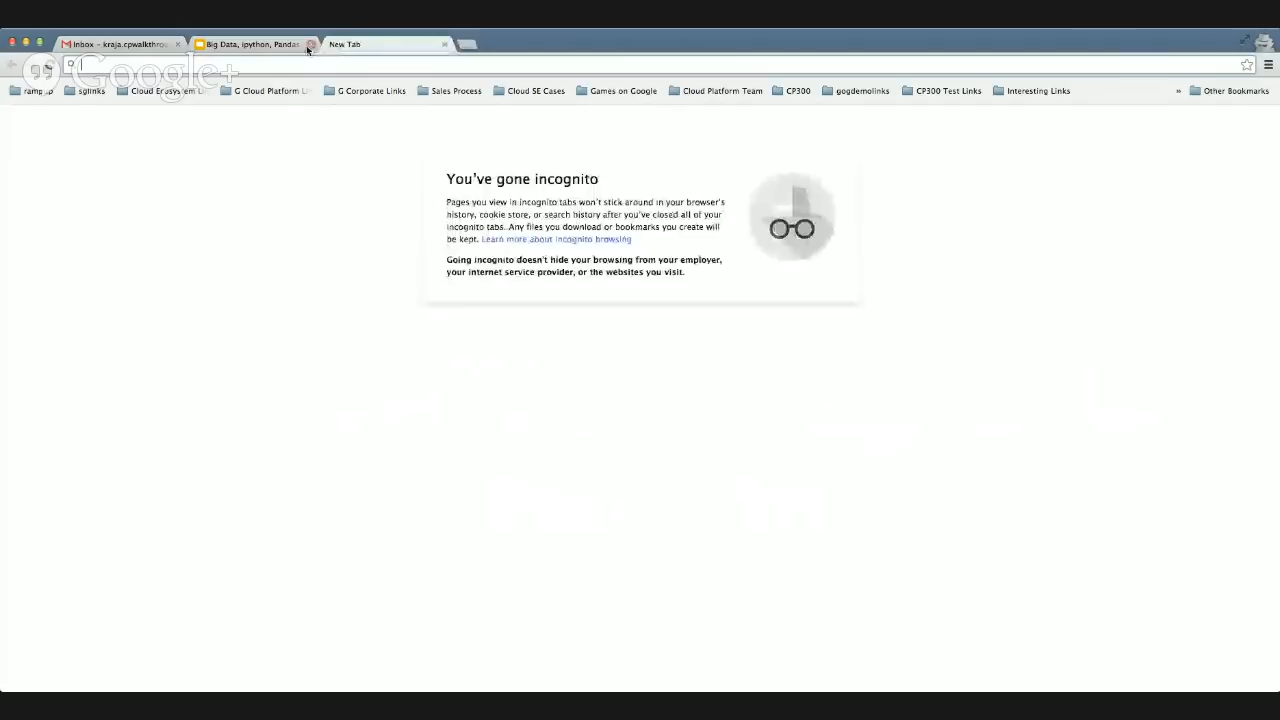 Inbox - kraja.cpwalkthrou
Big Data, ipython, Pandas
New Tab
Google+
sglinks
Cloud Ecosystem Li
G Cloud Platform Li
G Corporate Links
Sales Process
Cloud SE Cases
Games on Google
Cloud Platform Team
CP300
gogdemolinks
CP300 Test Links
Interesting Links
»
Other Bookmarks
You've gone incognito
Pages you view in incognito tabs won't stick around in your browser's
history, cookie store, or search history after you've closed all of your
incognito tabs. Any files you download or bookmarks you create will
be kept. Learn more about incognito browsing
Going incognito doesn't hide your browsing from your employer,
your internet service provider, or the websites you visit.